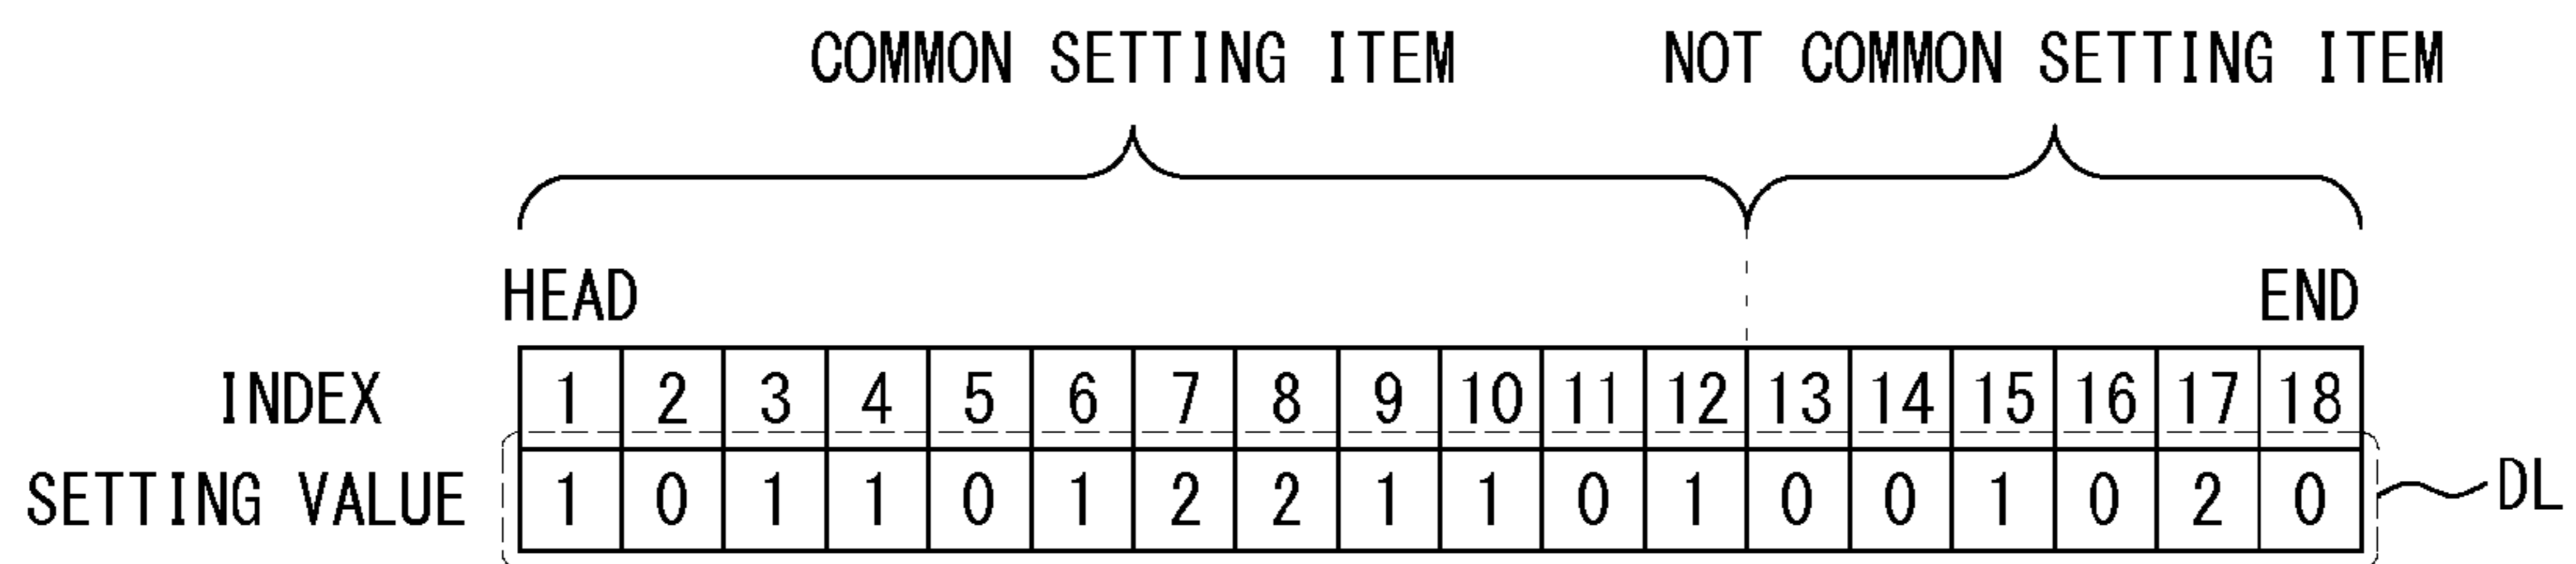 COMMON SETTING ITEM NOT COMMON SETTING ITEM
HEAD END
INDEX 1 2 3 4 5 6 7 8 9 10 11 12 13 14 15 16 17 18
SETTING VALUE 1 0 1 1 0 1 2 2 1 1 0 1 0 0 1 0 2 0 DL